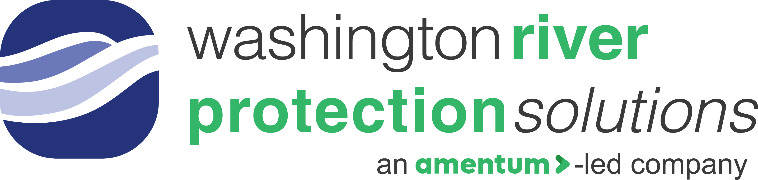 washington river
protection solutions
an amentum-led company